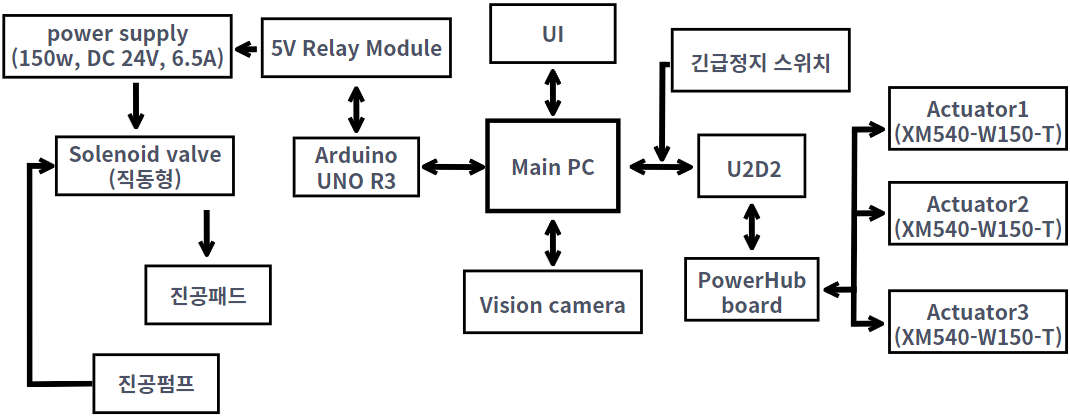 power supply
(150w, DC 24V, 6.5A)
5V Relay Module
UI
긴급정지 스위치
Solenoid valve
(직동형)
Arduino
UNO R3
Main PC
U2D2
Actuator1
(XM540-W150-T)
Actuator2
(XM540-W150-T)
진공패드
Vision camera
PowerHub
board
Actuator3
(XM540-W150-T)
진공펌프